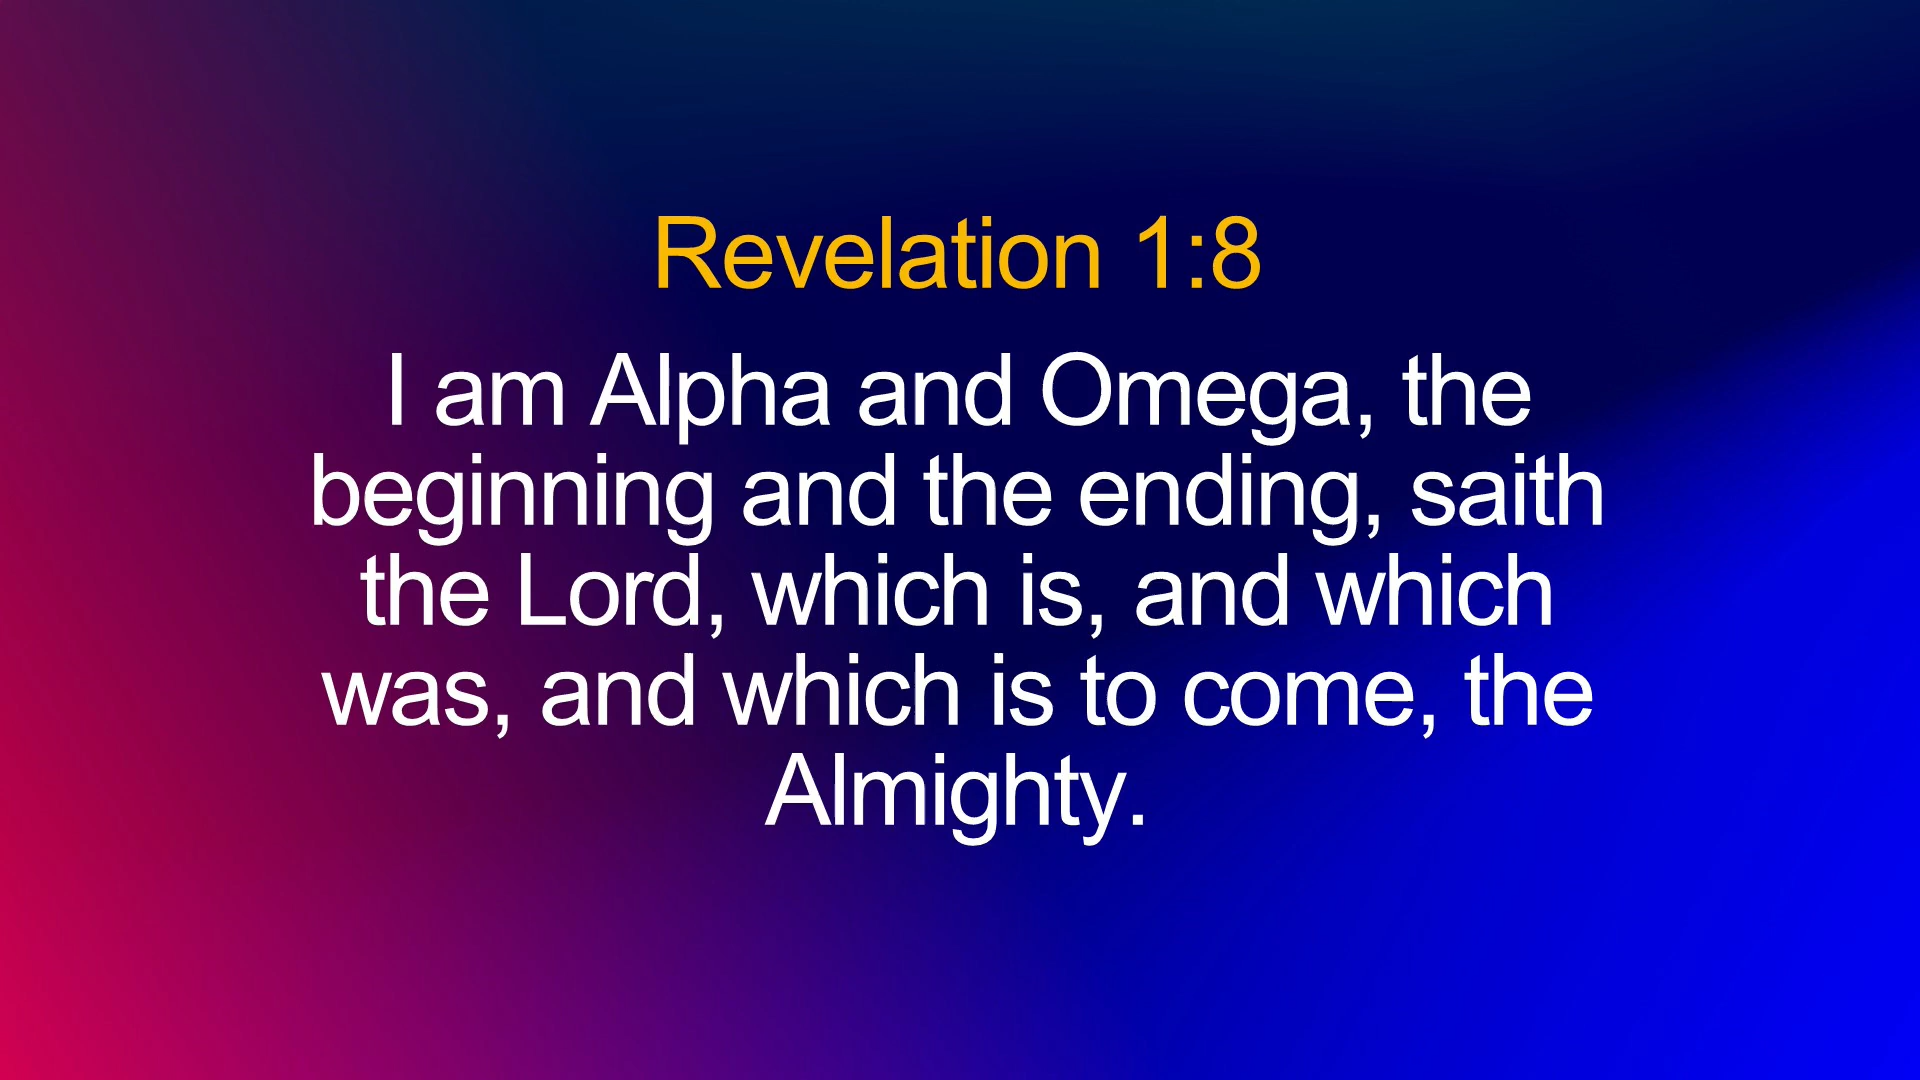 Revelation 1:8
I am Alpha and Omega, the
beginning and the ending, saith
the Lord, which is, and which
was, and which is to come, the
Almighty.